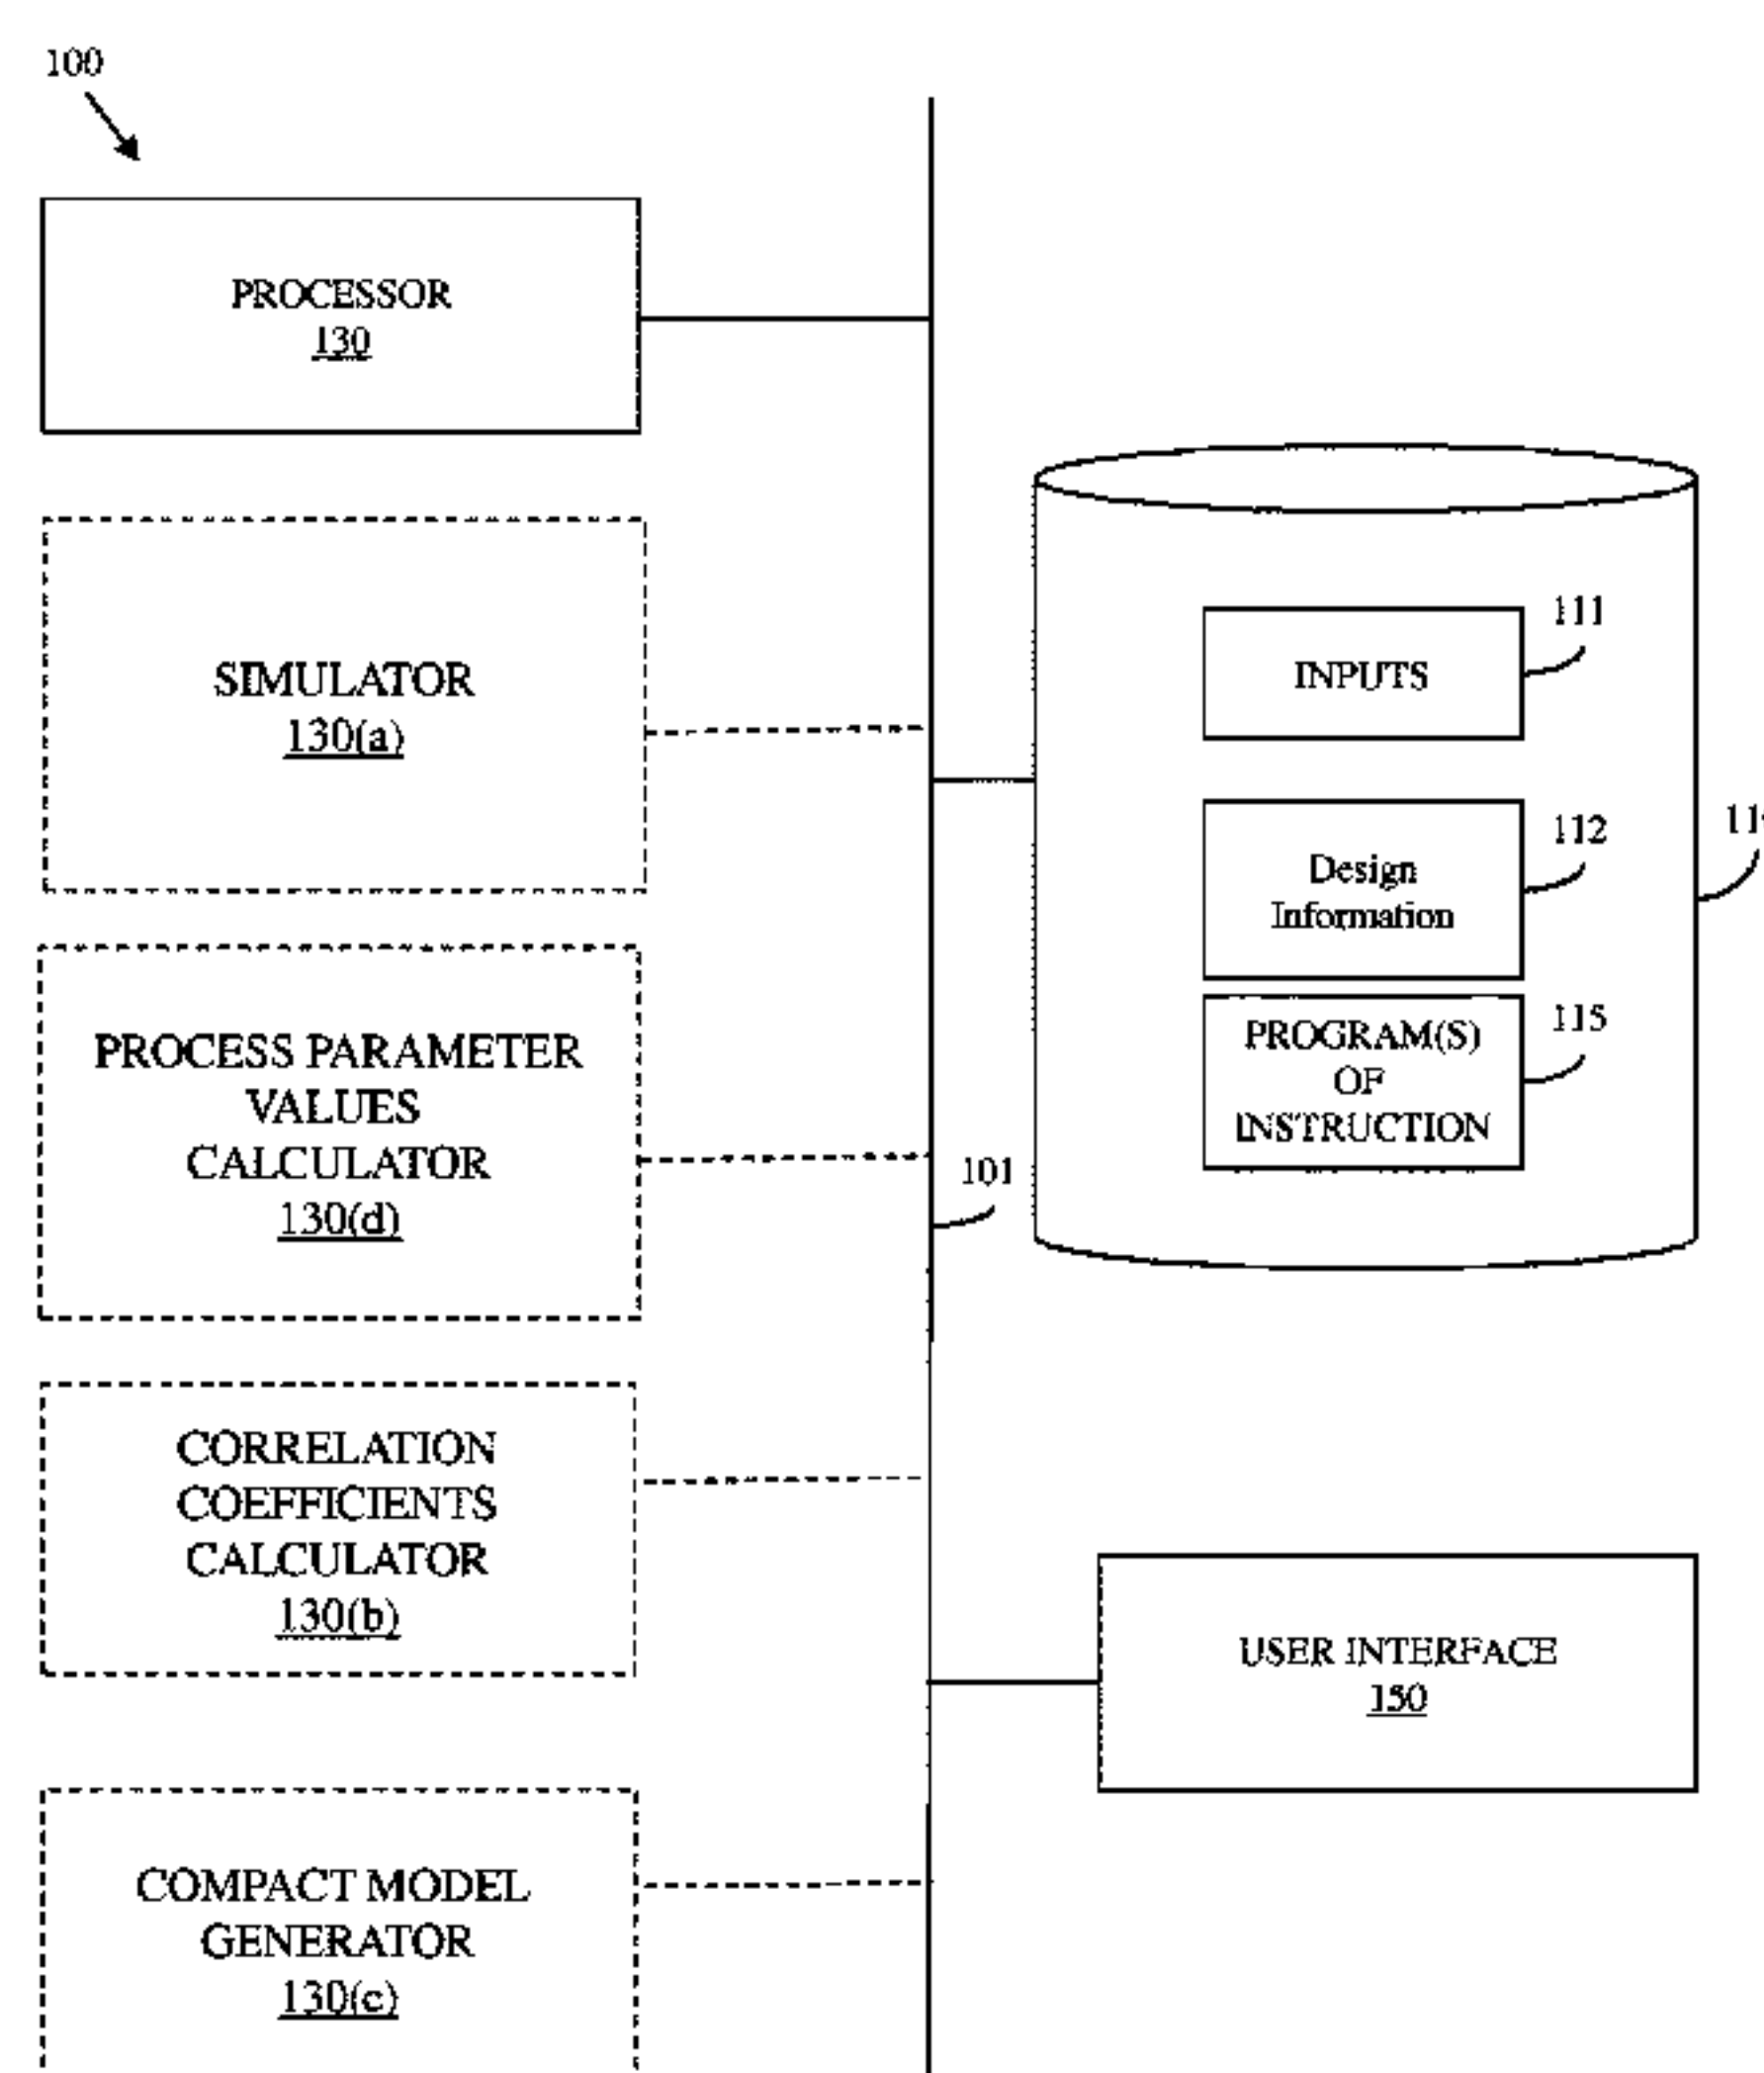 100
PROCESSOR
130
SIMULATOR
130(a)
PROCESS PARAMETER
VALUES
CALCULATOR
130(d)
CORRELATION
COEFFICIENTS
CALCULATOR
130(b)
COMPACT MODEL
GENERATOR
130(c)
101
INPUTS
111
Design
Information
112
PROGRAM(S)
OF
INSTRUCTION
115
USER INTERFACE
150